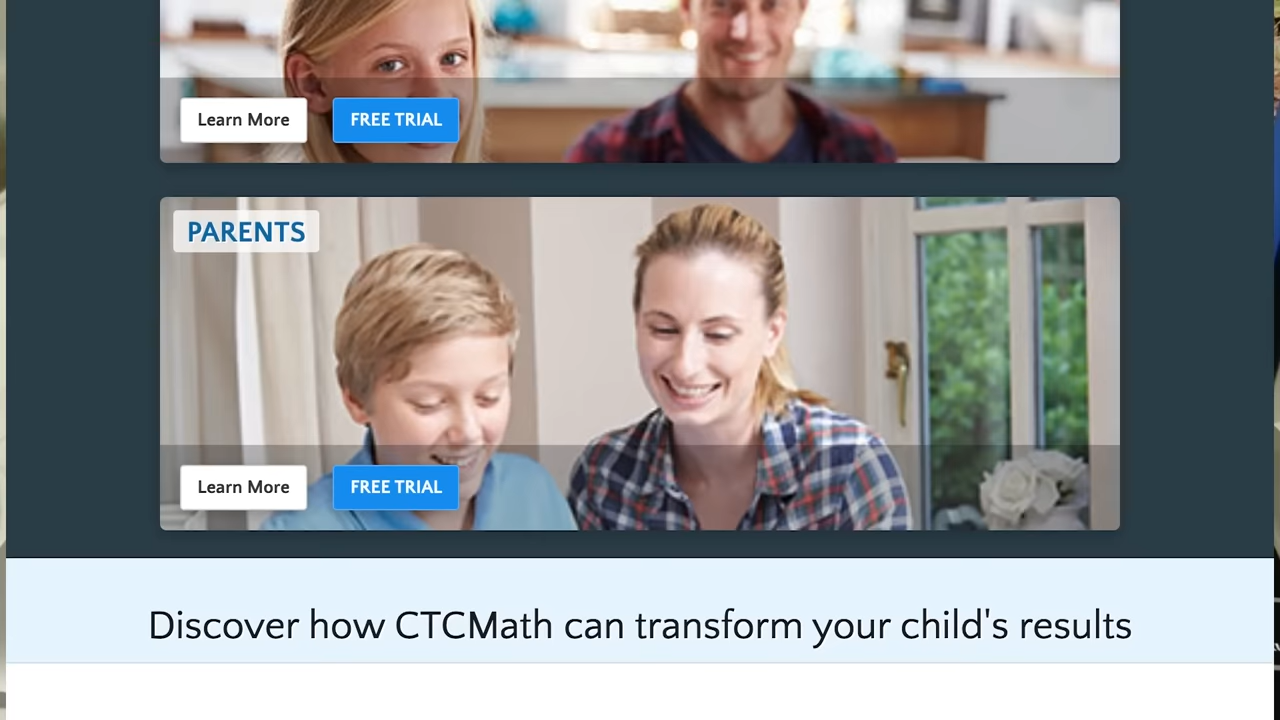 Learn More
FREE TRIAL
PARENTS
Learn More
FREE TRIAL
Discover how CTCMath can transform your child's results